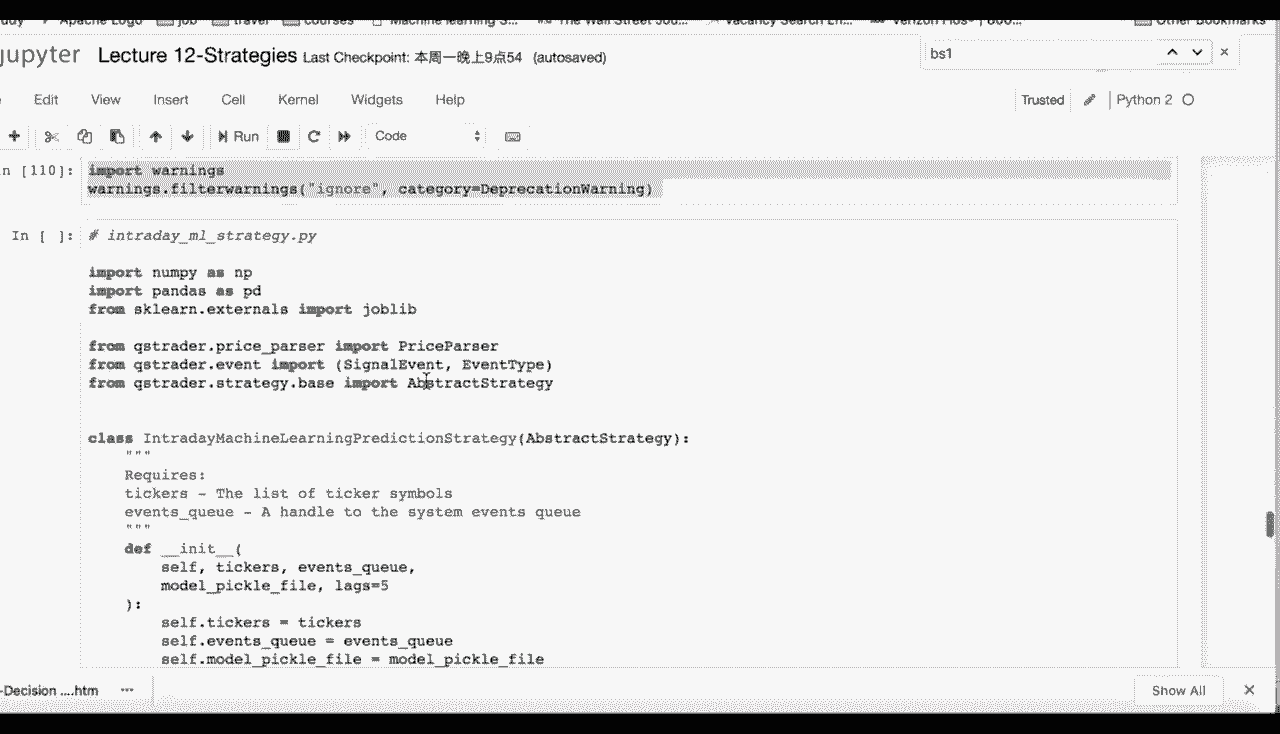 Apache Logo job travel courses Machine learning S... The Wall Street Jou... Vacancy Search En... Verizon Fios* | 800... Other Bookmarks
jupyter Lecture 12-Strategies Last Checkpoint: 本周一晚上9点54 (autosaved)
bs1
Edit View Insert Cell Kernel Widgets Help Trusted Python 2
Run Code
n [110]: import warnings
warnings.filterwarnings("ignore", category=DeprecationWarning)
In [ ]: # intraday_ml_strategy.py
import numpy as np
import pandas as pd
from sklearn.externals import joblib
from qstrader.price_parser import PriceParser
from qstrader.event import (SignalEvent, EventType)
from qstrader.strategy.base import AbstractStrategy
class IntradayMachineLearningPredictionStrategy(AbstractStrategy):
"""
Requires:
tickers - The list of ticker symbols
events_queue - A handle to the system events queue
"""
def __init__(
self, tickers, events_queue,
model_pickle_file, lags=5
):
self.tickers = tickers
self.events_queue = events_queue
self.model_pickle_file = model_pickle_file
-Decision ....htm
Show All